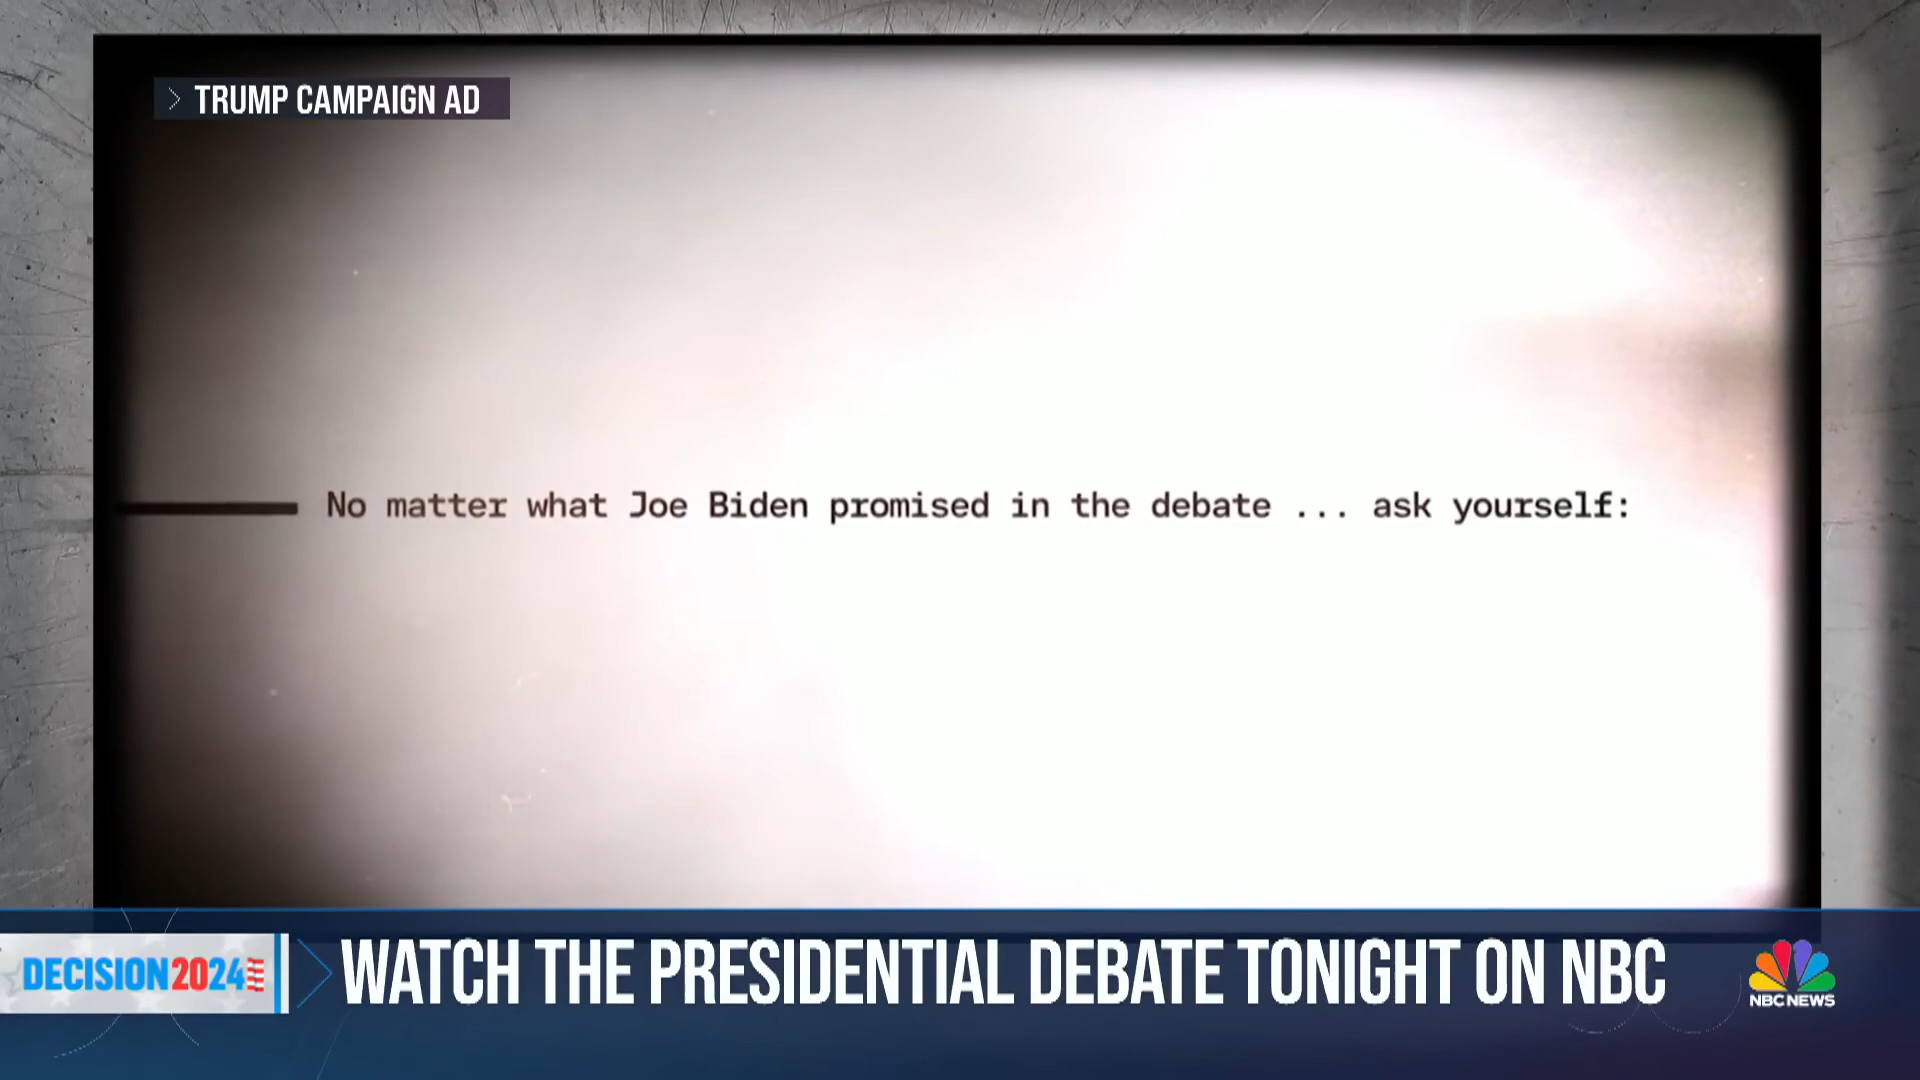 > TRUMP CAMPAIGN AD
No matter what Joe Biden promised in the debate ... ask yourself:
DECISION 2024
WATCH THE PRESIDENTIAL DEBATE TONIGHT ON NBC
NBC NEWS